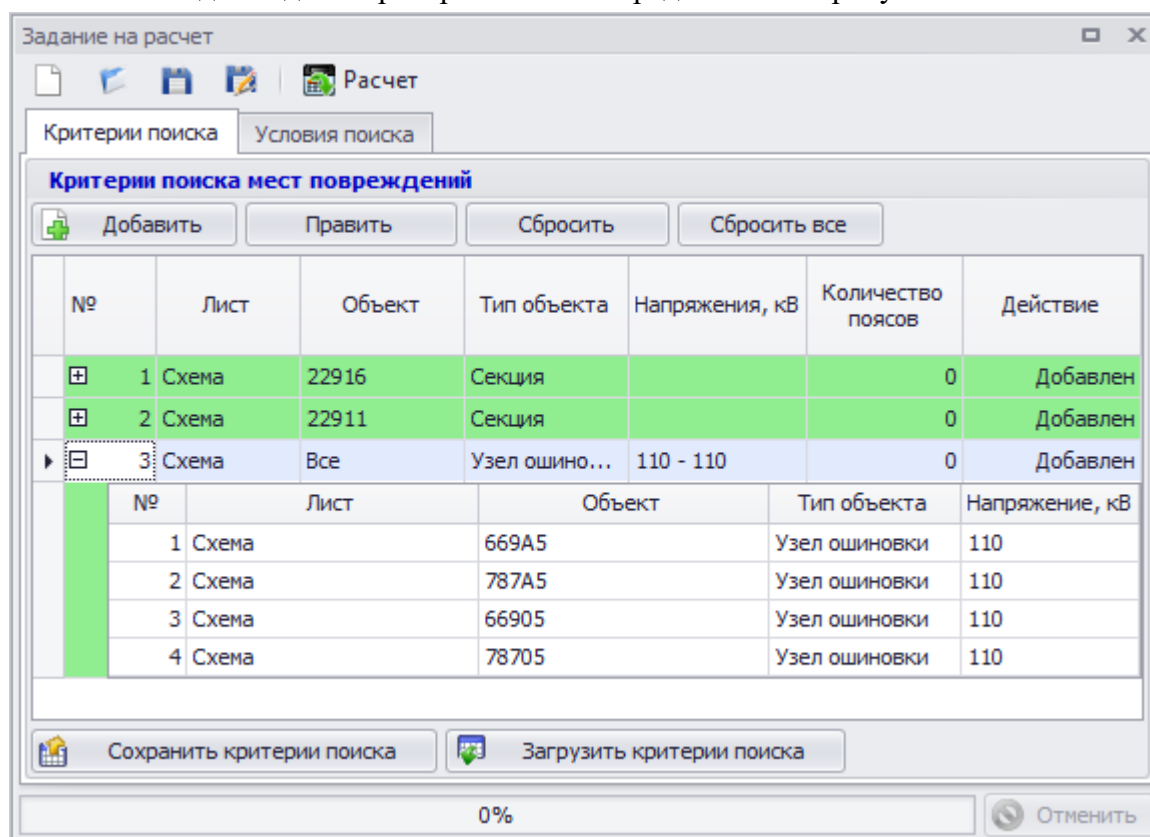 Задание на расчет
Расчет
Критерии поиска Условия поиска
Критерии поиска мест повреждений
Добавить Править Сбросить Сбросить все
№ Лист Объект Тип объекта Напряжения, кВ Количество поясов Действие
1 Схема 22916 Секция 0 Добавлен
2 Схема 22911 Секция 0 Добавлен
3 Схема Все Узел ошино... 110 - 110 0 Добавлен
№ Лист Объект Тип объекта Напряжение, кВ
1 Схема 669А5 Узел ошиновки 110
2 Схема 787А5 Узел ошиновки 110
3 Схема 66905 Узел ошиновки 110
4 Схема 78705 Узел ошиновки 110
Сохранить критерии поиска Загрузить критерии поиска
0% Отменить